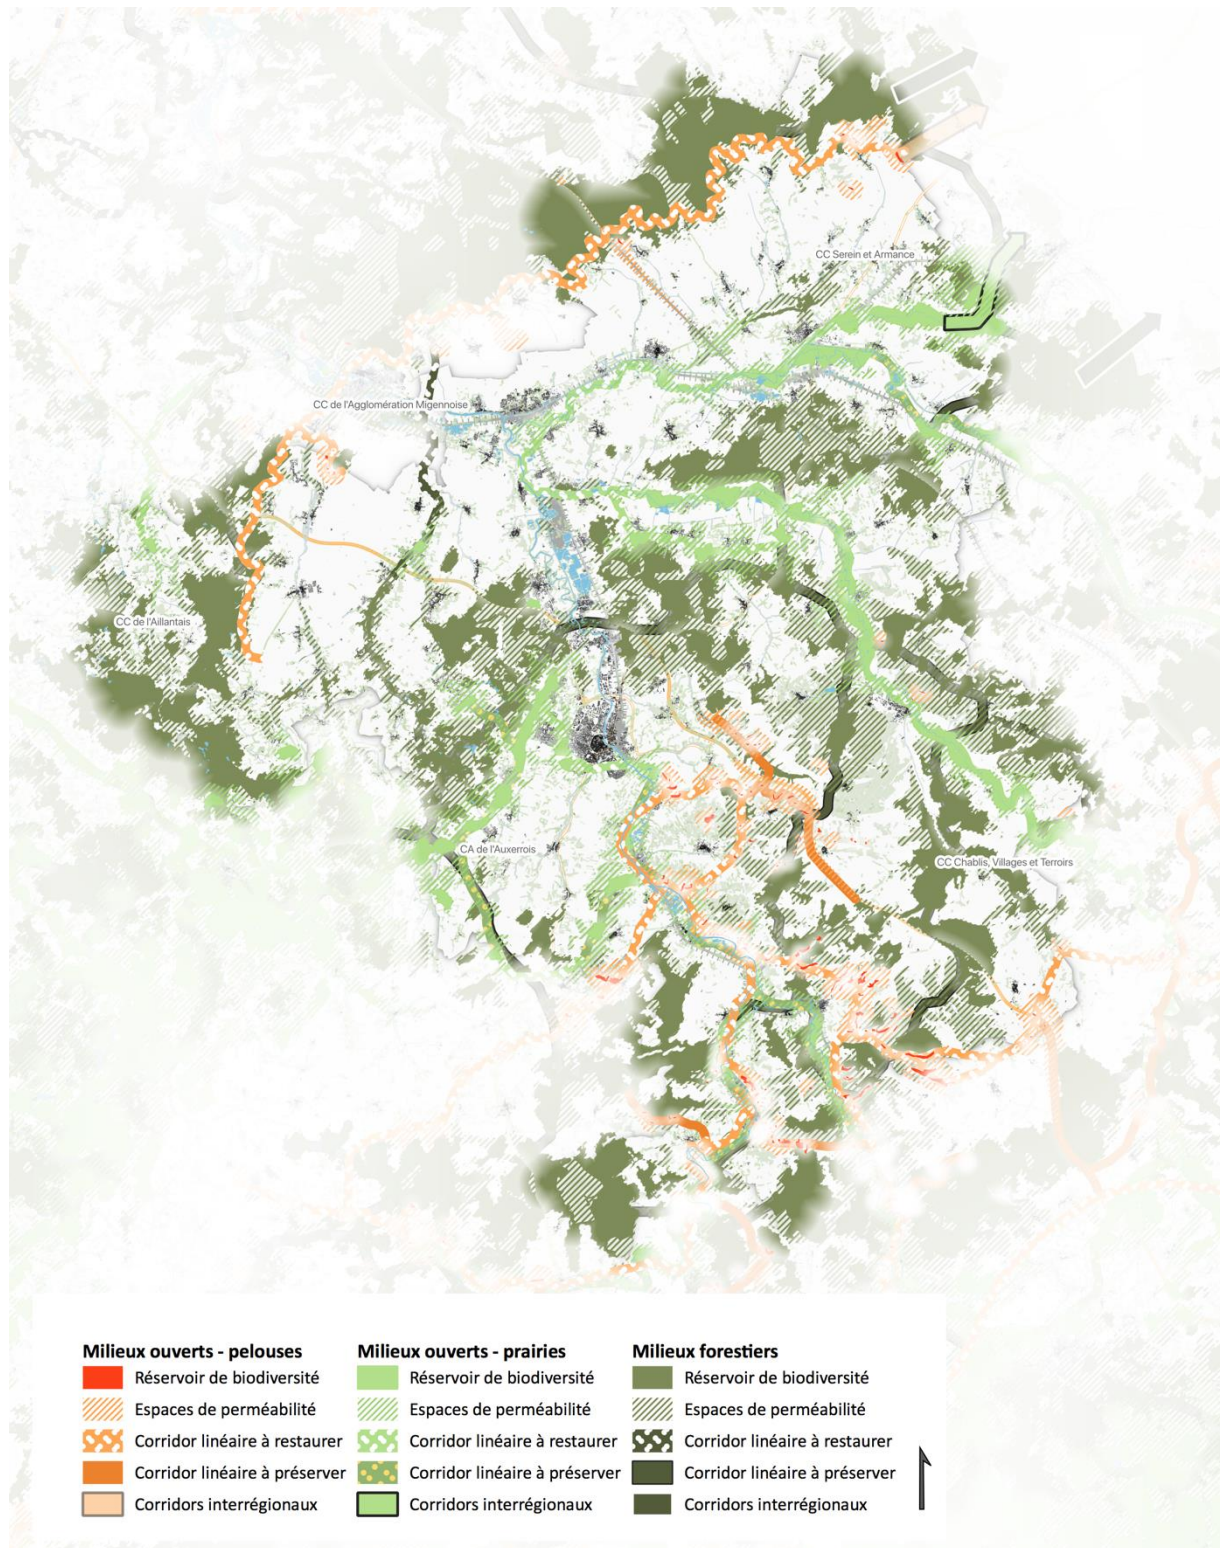 CC Serein et Armance
CC de l'Agglomération Migennoise
CC de l'Aillantais
CA de l'Auxerrois
CC Chablis, Villages et Terroirs
Milieux ouverts - pelouses
Réservoir de biodiversité
Espaces de perméabilité
Corridor linéaire à restaurer
Corridor linéaire à préserver
Corridors interrégionaux
Milieux ouverts - prairies
Réservoir de biodiversité
Espaces de perméabilité
Corridor linéaire à restaurer
Corridor linéaire à préserver
Corridors interrégionaux
Milieux forestiers
Réservoir de biodiversité
Espaces de perméabilité
Corridor linéaire à restaurer
Corridor linéaire à préserver
Corridors interrégionaux